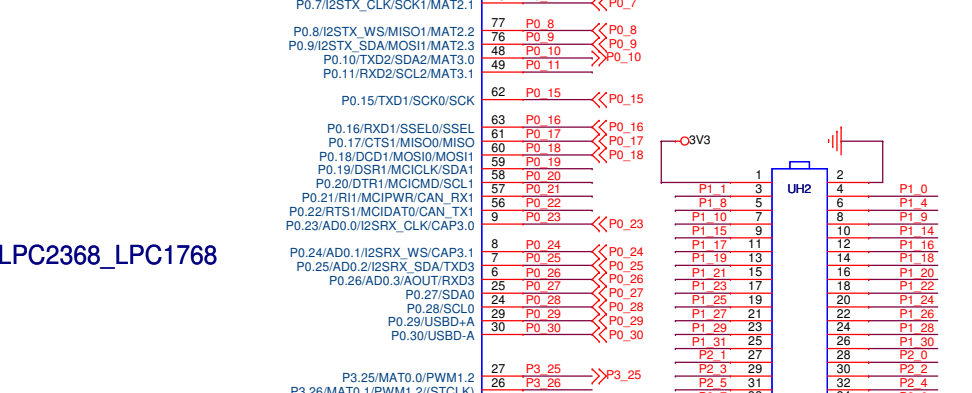 P0.7/I2STX_CLK/SCK1/MAT2.1 P0_7
P0.8/I2STX_WS/MISO1/MAT2.2 77 P0_8 P0_8
P0.9/I2STX_SDA/MOSI1/MAT2.3 76 P0_9 P0_9
P0.10/TXD2/SDA2/MAT3.0 48 P0_10 P0_10
P0.11/RXD2/SCL2/MAT3.1 49 P0_11
P0.15/TXD1/SCK0/SCK 62 P0_15 P0_15
P0.16/RXD1/SSEL0/SSEL 63 P0_16 P0_16
P0.17/CTS1/MISO0/MISO 61 P0_17 P0_17
P0.18/DCD1/MOSI0/MOSI1 60 P0_18 P0_18
P0.19/DSR1/MCICLK/SDA1 59 P0_19
P0.20/DTR1/MCICMD/SCL1 58 P0_20
P0.21/RI1/MCIPWR/CAN_RX1 57 P0_21
P0.22/RTS1/MCIDAT0/CAN_TX1 56 P0_22
P0.23/AD0.0/I2SRX_CLK/CAP3.0 9 P0_23 P0_23
LPC2368_LPC1768
P0.24/AD0.1/I2SRX_WS/CAP3.1 8 P0_24 P0_24
P0.25/AD0.2/I2SRX_SDA/TXD3 7 P0_25 P0_25
P0.26/AD0.3/AOUT/RXD3 6 P0_26 P0_26
P0.27/SDA0 25 P0_27 P0_27
P0.28/SCL0 24 P0_28 P0_28
P0.29/USBD+A 29 P0_29 P0_29
P0.30/USBD-A 30 P0_30 P0_30
P3.25/MAT0.0/PWM1.2 27 P3_25 P3_25
P3.26/MAT0.1/PWM1.2/(STCLK) 26 P3_26
3V3
UH2
1 2
P1_1 3 4 P1_0
P1_8 5 6 P1_4
P1_10 7 8 P1_9
P1_15 9 10 P1_14
P1_17 11 12 P1_16
P1_19 13 14 P1_18
P1_21 15 16 P1_20
P1_23 17 18 P1_22
P1_25 19 20 P1_24
P1_27 21 22 P1_26
P1_29 23 24 P1_28
P1_31 25 26 P1_30
P2_1 27 28 P2_0
P2_3 29 30 P2_2
P2_5 31 32 P2_4